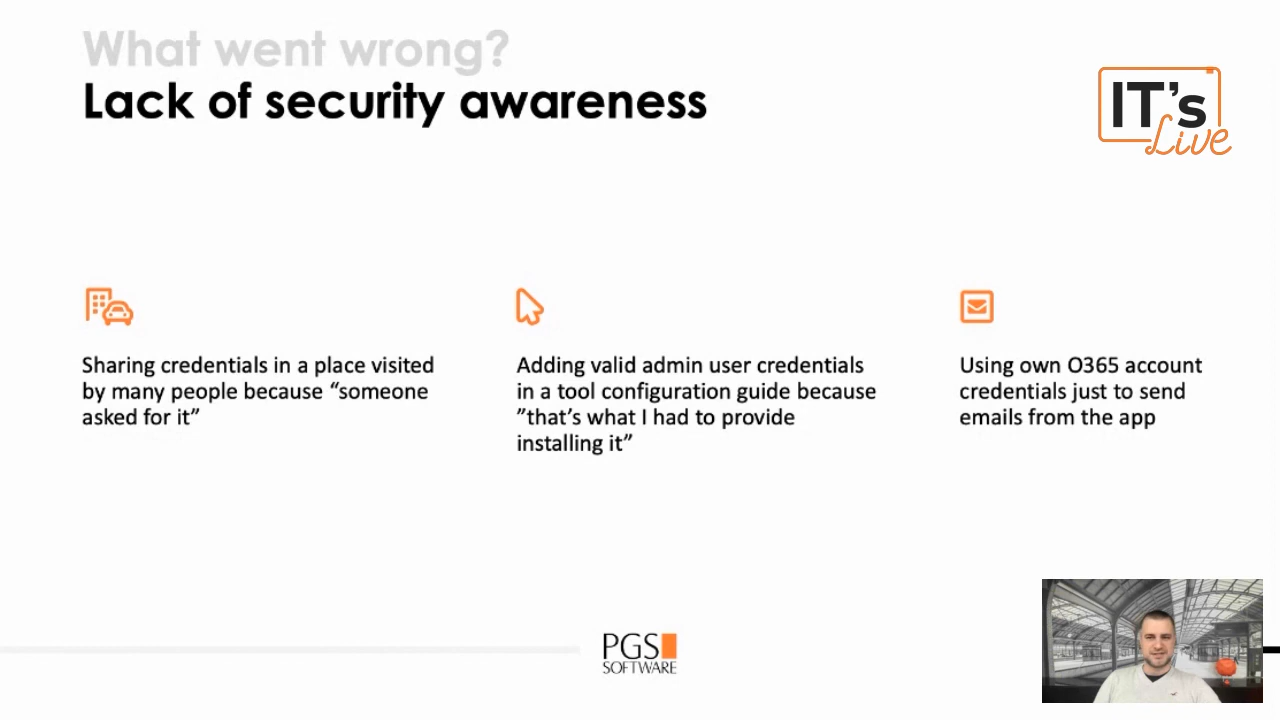 What went wrong?
Lack of security awareness
IT's
Live
Sharing credentials in a place visited
by many people because “someone
asked for it”
Adding valid admin user credentials
in a tool configuration guide because
”that’s what I had to provide
installing it”
Using own O365 account
credentials just to send
emails from the app
PGS
SOFTWARE